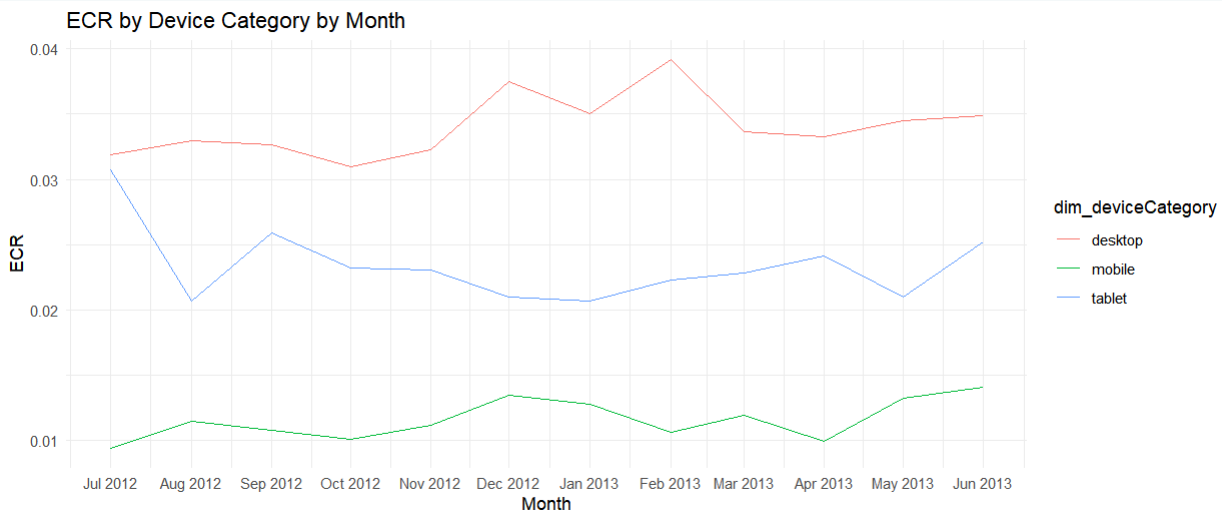 ECR by Device Category by Month
0.04
0.03
0.02
0.01
ECR
Jul 2012 Aug 2012 Sep 2012 Oct 2012 Nov 2012 Dec 2012 Jan 2013 Feb 2013 Mar 2013 Apr 2013 May 2013 Jun 2013
Month
dim_deviceCategory
desktop
mobile
tablet